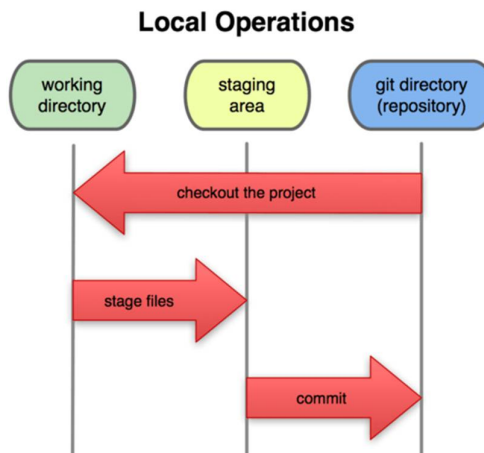 Local Operations
working
directory
staging
area
git directory
(repository)
checkout the project
stage files
commit